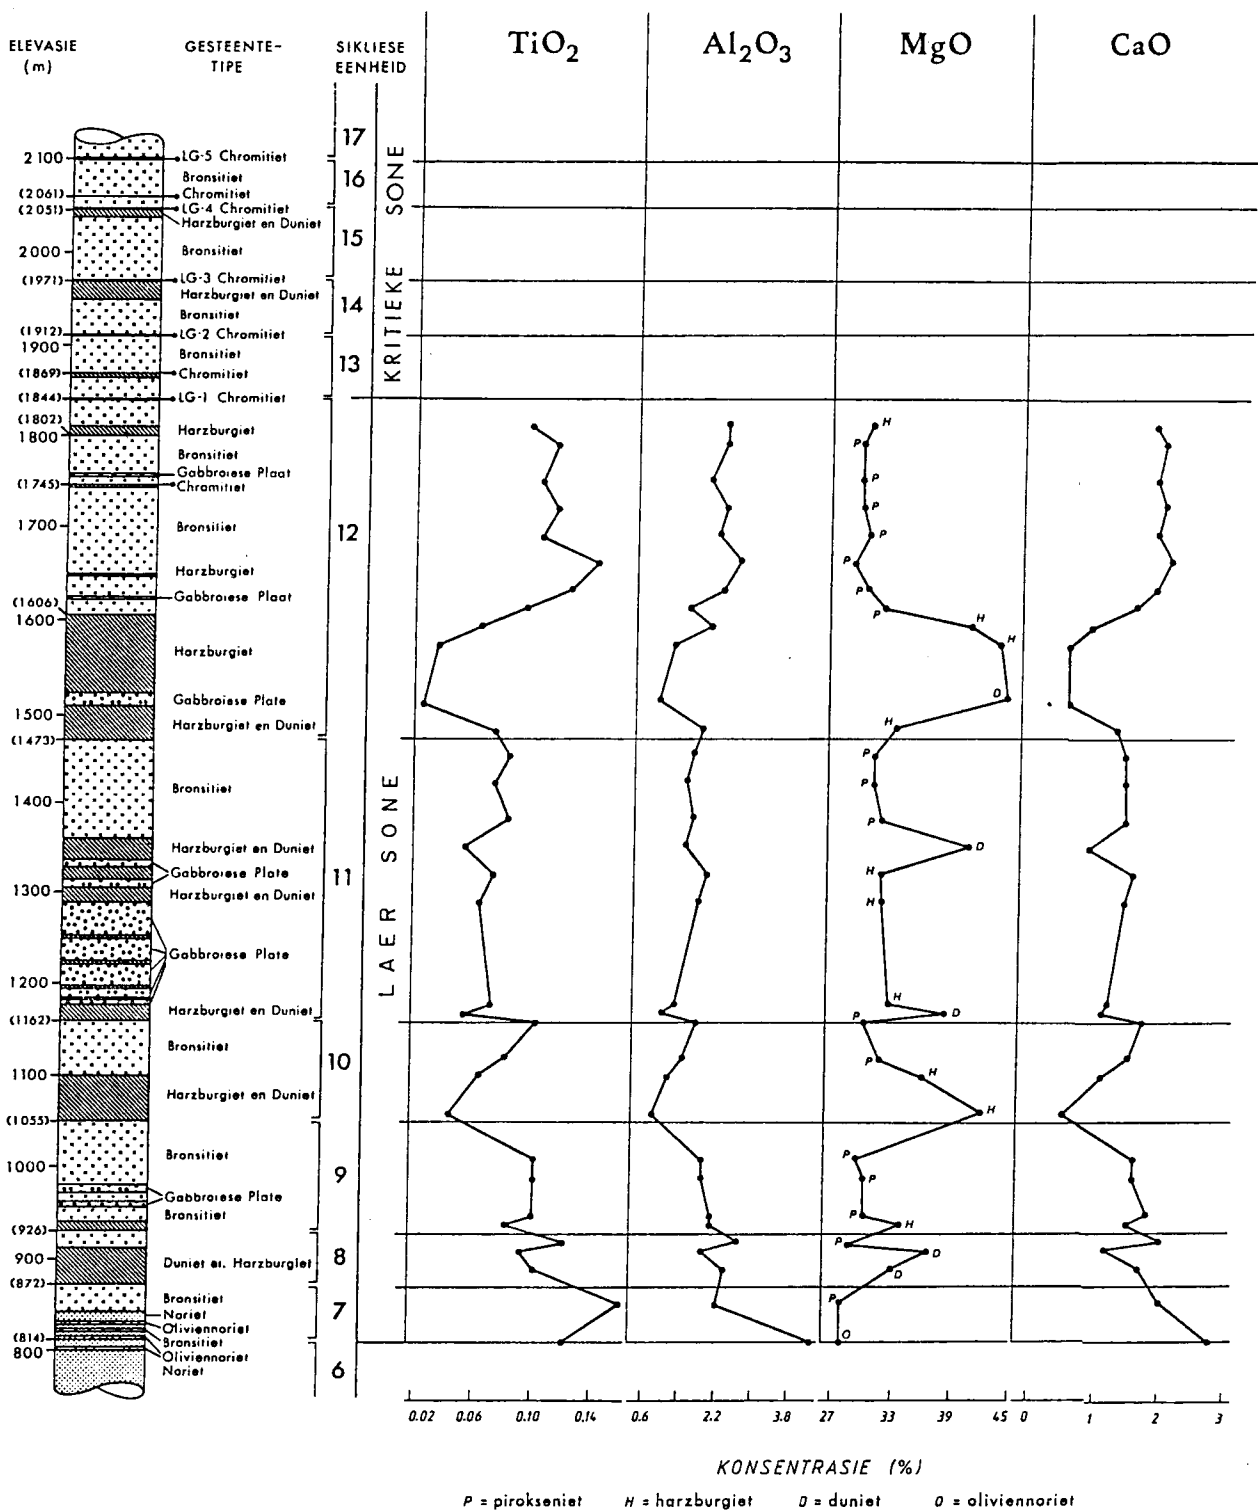 ELEVASIE (m) GESTEENTE-TIPE SIKLIESE EENHEID TiO2 Al2O3 MgO CaO
17
2100 LG-5 Chromitiet
Bronsitiet 16
(2061) Chromitiet
(2051) LG-4 Chromitiet
Harzburgiet en Duniet
15
2000 Bronsitiet
(1971) LG-3 Chromitiet
Harzburgiet en Duniet
14
Bronsitiet
(1912) LG-2 Chromitiet
1900 Bronsitiet
13
(1869) Chromitiet
(1844) LG-1 Chromitiet
KRITIEKE SONE
(1802)
1800 Harzburgiet
Bronsitiet
Gabbroiese Plaat
(1745) Chromitiet
1700 Bronsitiet 12
Harzburgiet
(1606) Gabbroiese Plaat
1600
Harzburgiet
Gabbroiese Plate
1500
Harzburgiet en Duniet
(1473)
Bronsitiet
1400
Harzburgiet en Duniet
Gabbroiese Plate 11
1300 Harzburgiet en Duniet
Gabbroiese Plate
1200
Harzburgiet en Duniet
(1162)
LAER SONE
Bronsitiet 10
1100
Harzburgiet en Duniet
(1055)
Bronsitiet
1000 9
Gabbroiese Plate
Bronsitiet
(926)
900 Duniet en Harzburgiet 8
(872)
Bronsitiet
Noriet 7
Oliviennoriet
(814) Bronsitiet
800 Oliviennoriet
Noriet 6
H
P
P
P
P
P
P
P
H
H
D
H
P
P
P
D
H
H
H
D
P
P
H
H
P
P
P
H
P
D
D
P
O
0.02 0.06 0.10 0.14 0.6 2.2 3.8 27 33 39 45 0 1 2 3
KONSENTRASIE (%)
P = pirokseniet H = harzburgiet D = duniet O = oliviennoriet